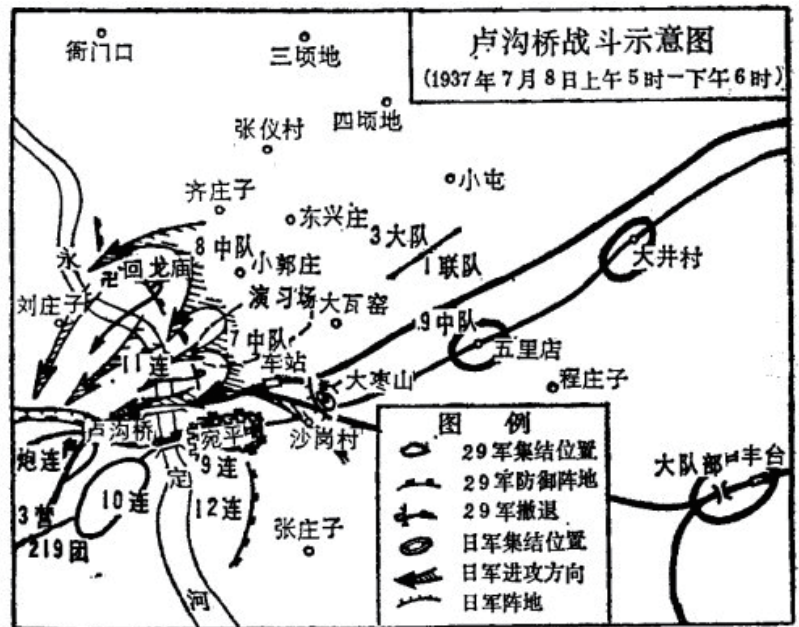 卢沟桥战斗示意图
(1937年7月8日上午5时－下午6时)
衙门口
三顷地
四顷地
张仪村
小屯
齐庄子
东兴庄
3大队
1联队
大井村
8中队
小郭庄
永
回龙庙
演习场
大瓦窑
刘庄子
7中队
9中队
五里店
11连
车站
大枣山
程庄子
卢沟桥
宛平
沙岗村
炮连
9连
定
10连
12连
3营
219团
张庄子
河
大队部
丰台
图例
29军集结位置
29军防御阵地
29军撤退
日军集结位置
日军进攻方向
日军阵地